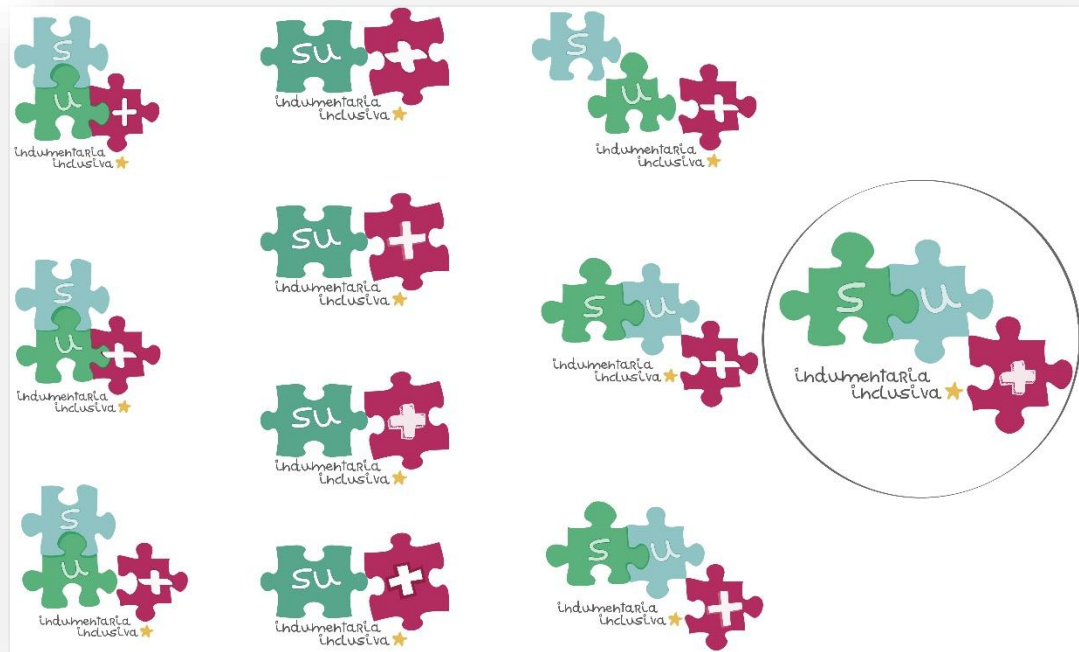 s
u +
indumentaria
inclusiva
su +
indumentaria
inclusiva
s
u +
indumentaria
inclusiva
s
u +
indumentaria
inclusiva
su +
indumentaria
inclusiva
su +
indumentaria
inclusiva
s u
+
indumentaria
inclusiva
s u
+
indumentaria
inclusiva
s
u +
indumentaria
inclusiva
su +
indumentaria
inclusiva
s u
+
indumentaria
inclusiva